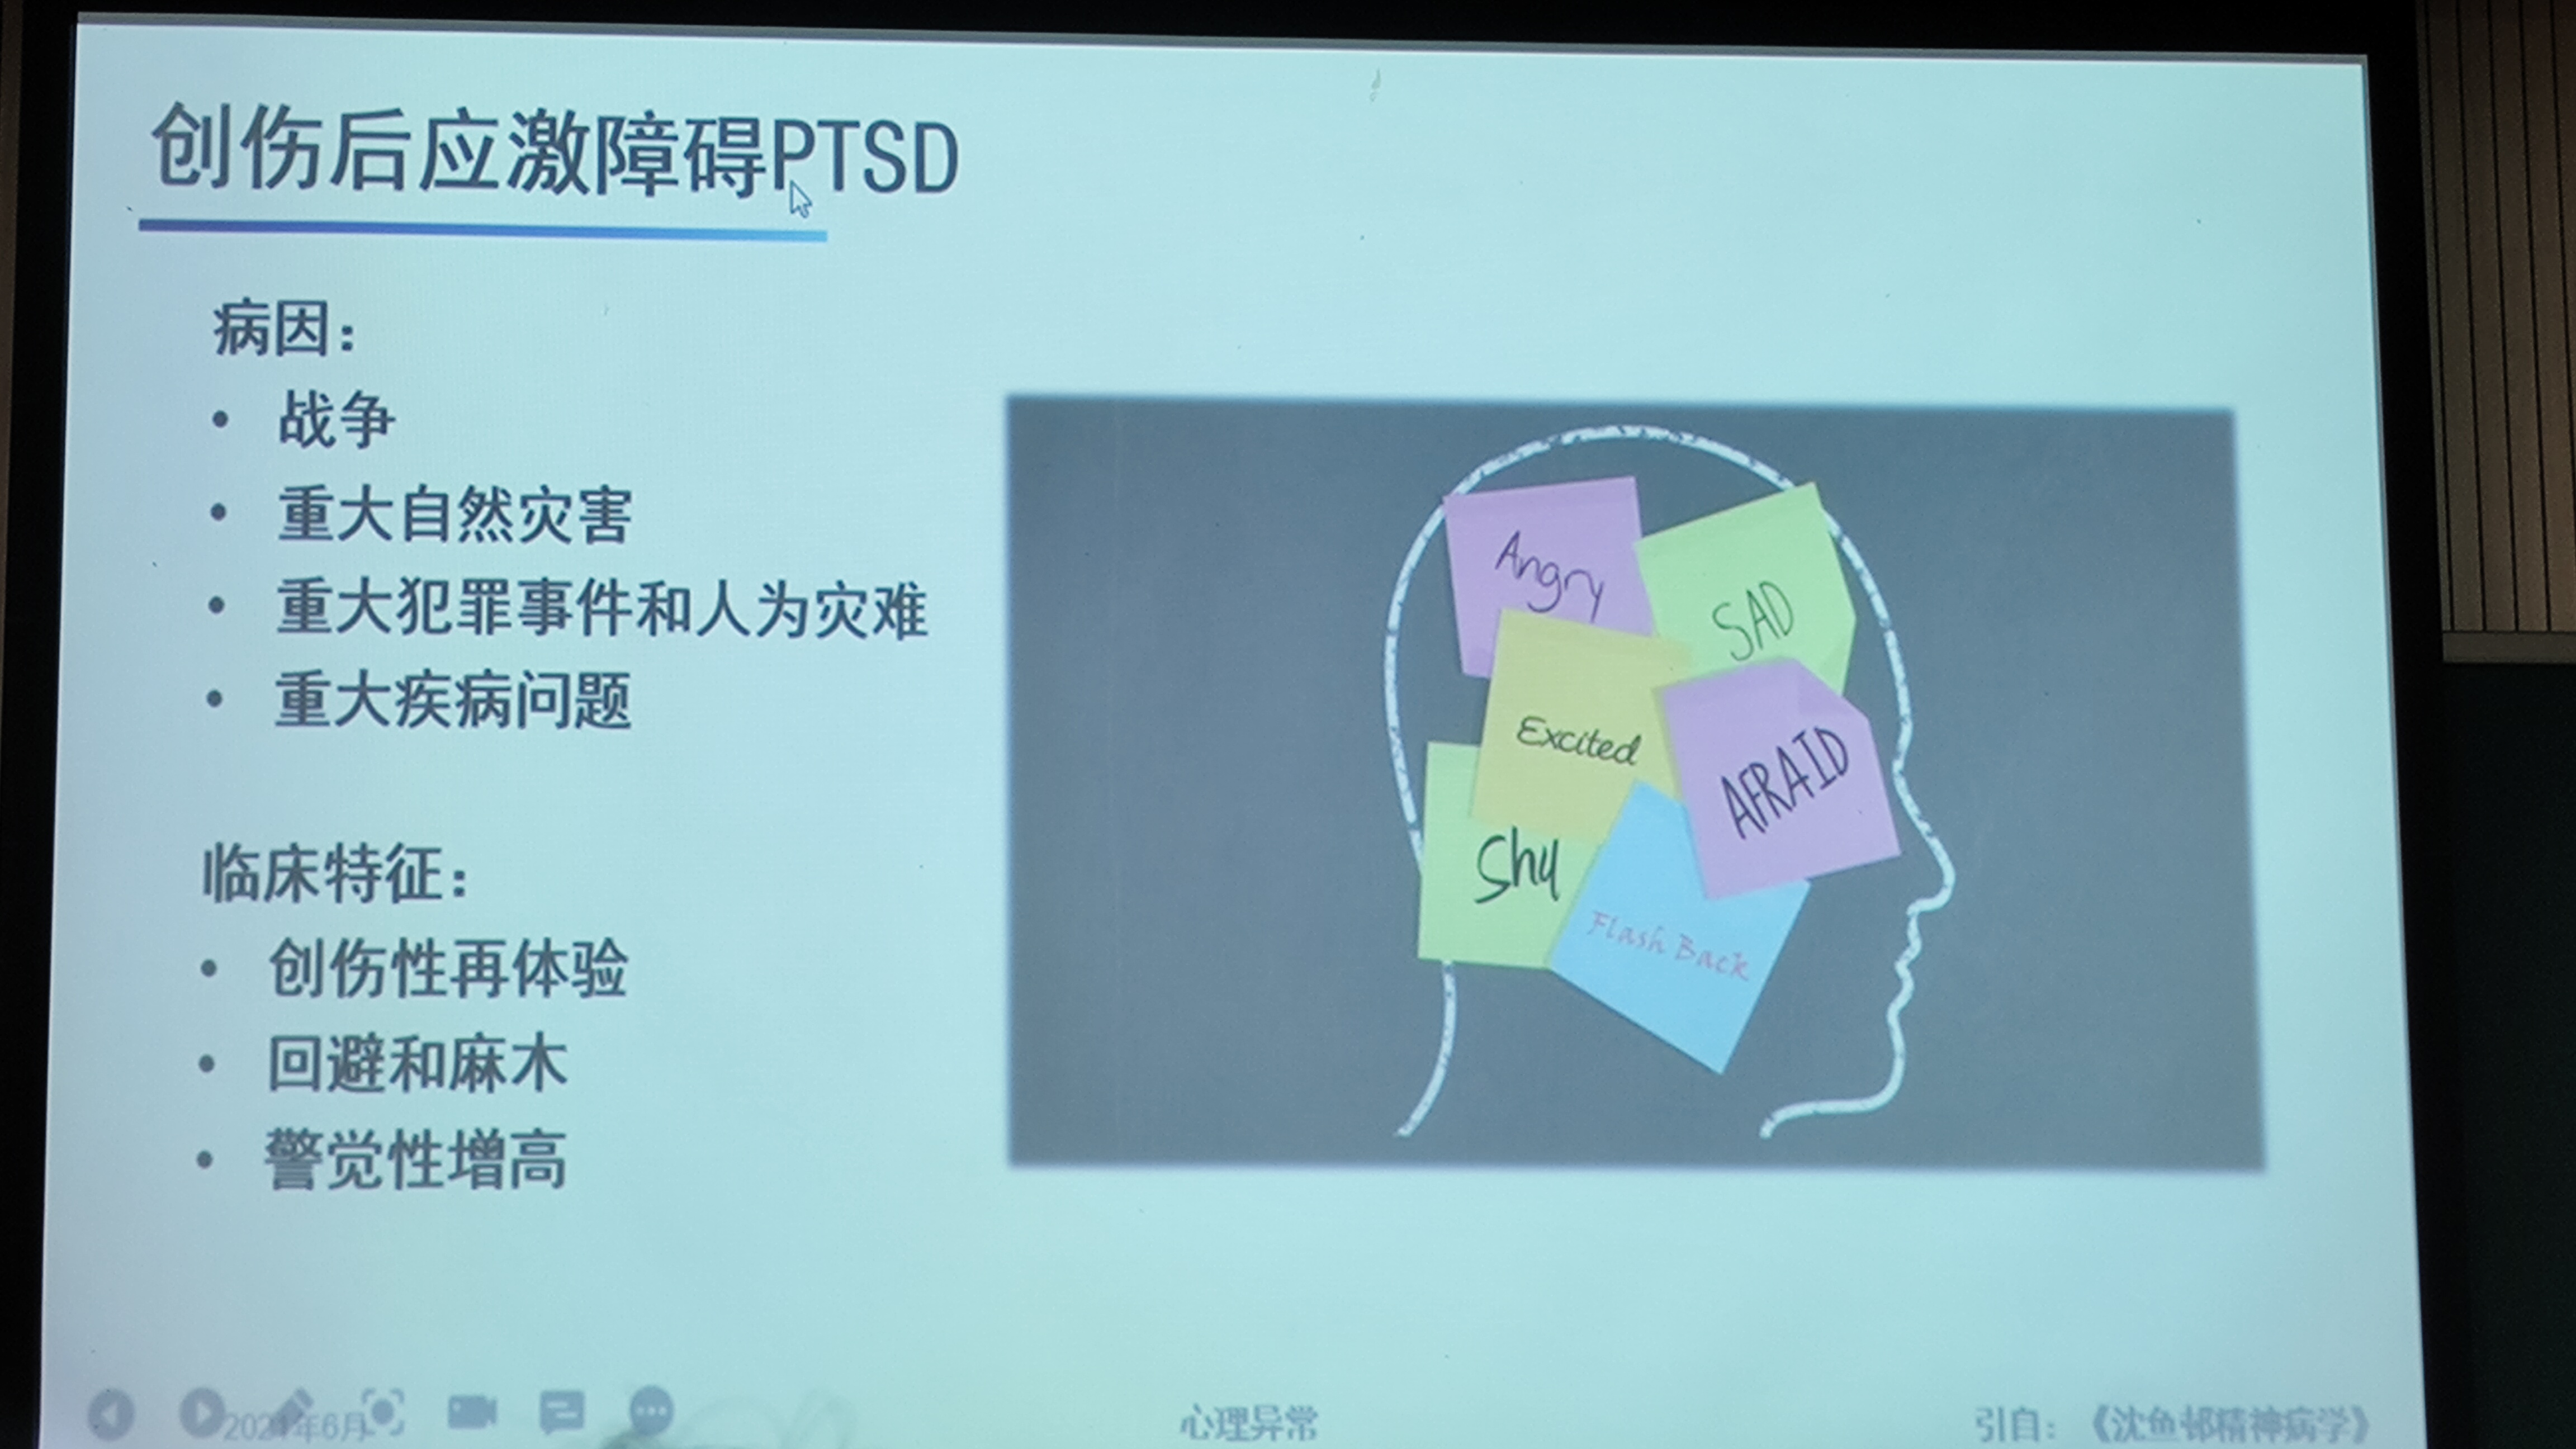 创伤后应激障碍PTSD
病因：
• 战争
• 重大自然灾害
• 重大犯罪事件和人为灾难
• 重大疾病问题
临床特征：
• 创伤性再体验
• 回避和麻木
• 警觉性增高
Angry
SAD
Excited
AFRAID
Shy
Flash Back
2021年6月
心理异常
引自：《沈渔邨精神病学》